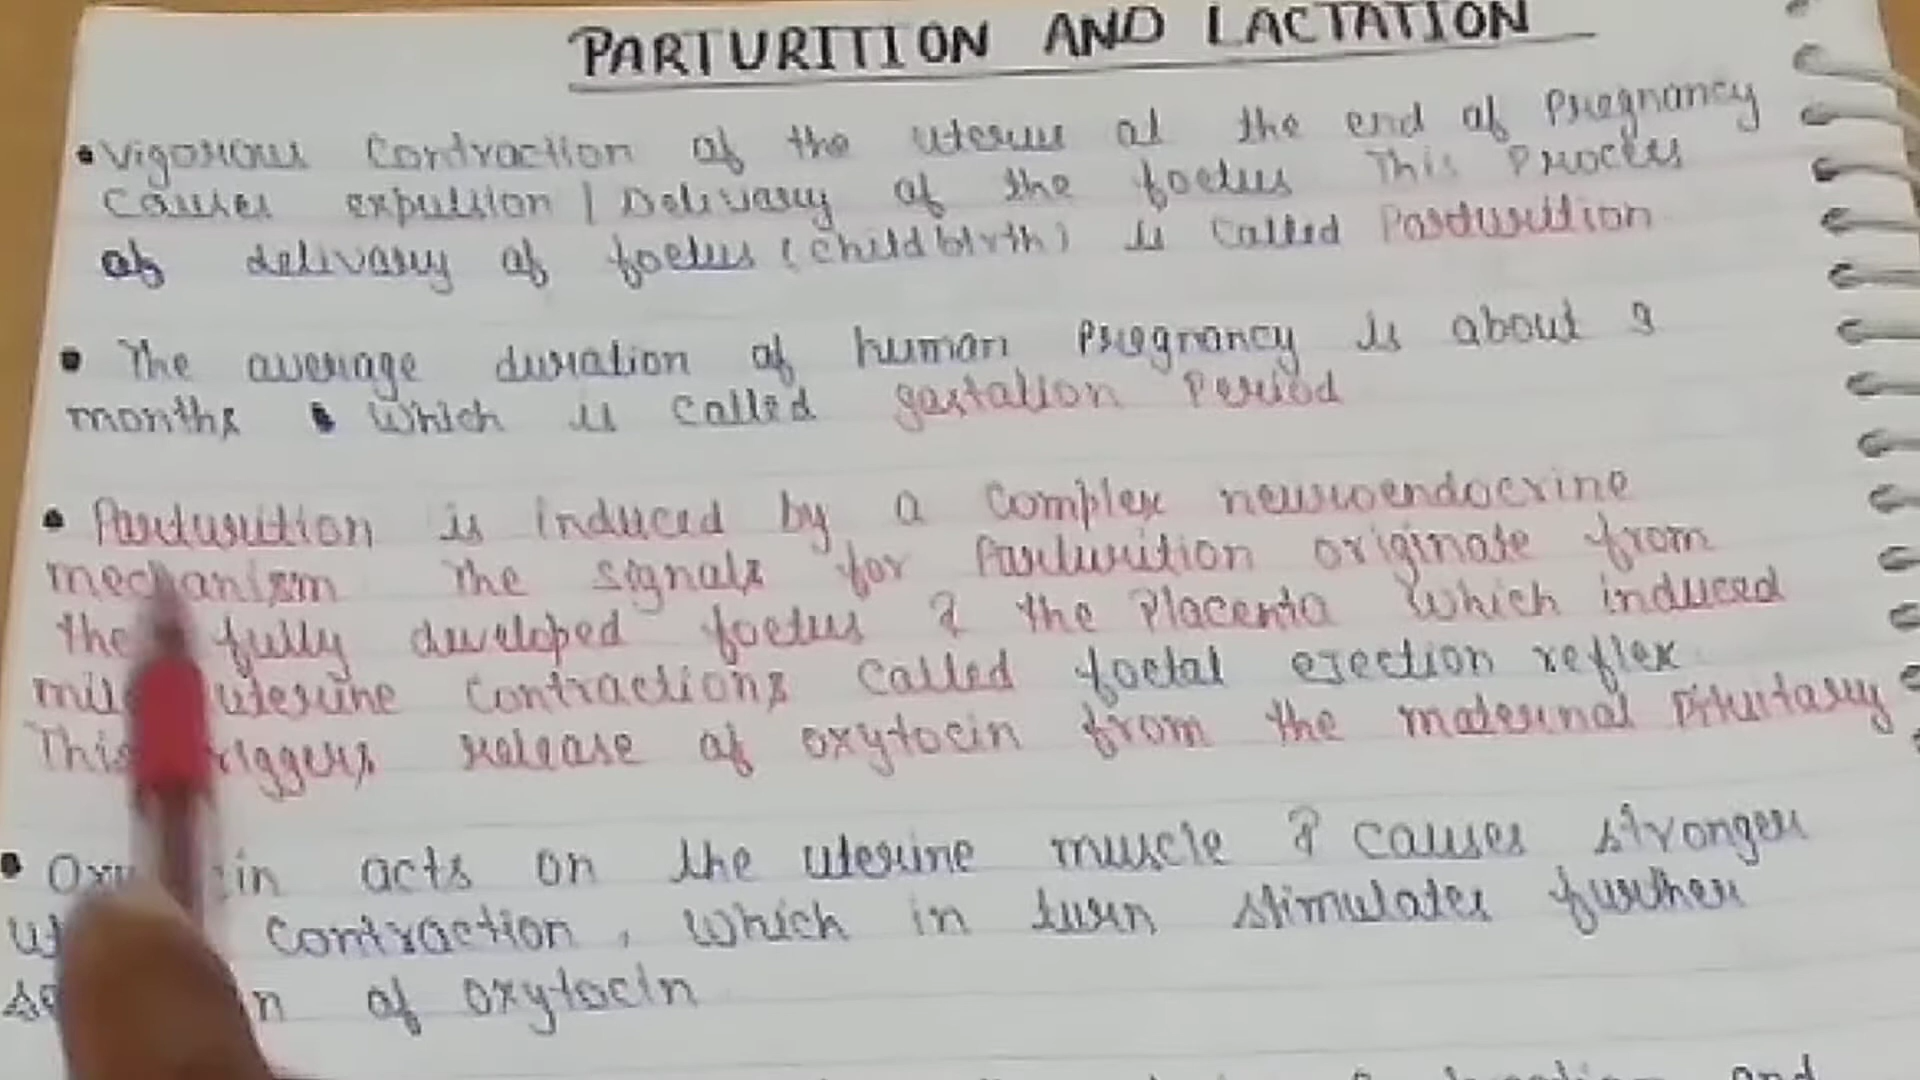 PARTURITION AND LACTATION
• Vigorous Contraction of the uterus at the end of Pregnancy
Causes expulsion / Delivary of the foetus This Process
of delivary of foetus (childbirth) is called Parturition
• The average duration of human Pregnancy is about 9
months which is called gestation Period
• Parturition is induced by a Complex neuroendocrine
mechanism The signals for Parturition originate from
the fully developed foetus & the Placenta which induced
uterine Contractions called foetal ejection reflex
This triggers release of oxytocin from the maternal Pituitary
• acts on the uterine muscle & causes stronger
Contraction, which in turn stimulates further
of oxytocin
and